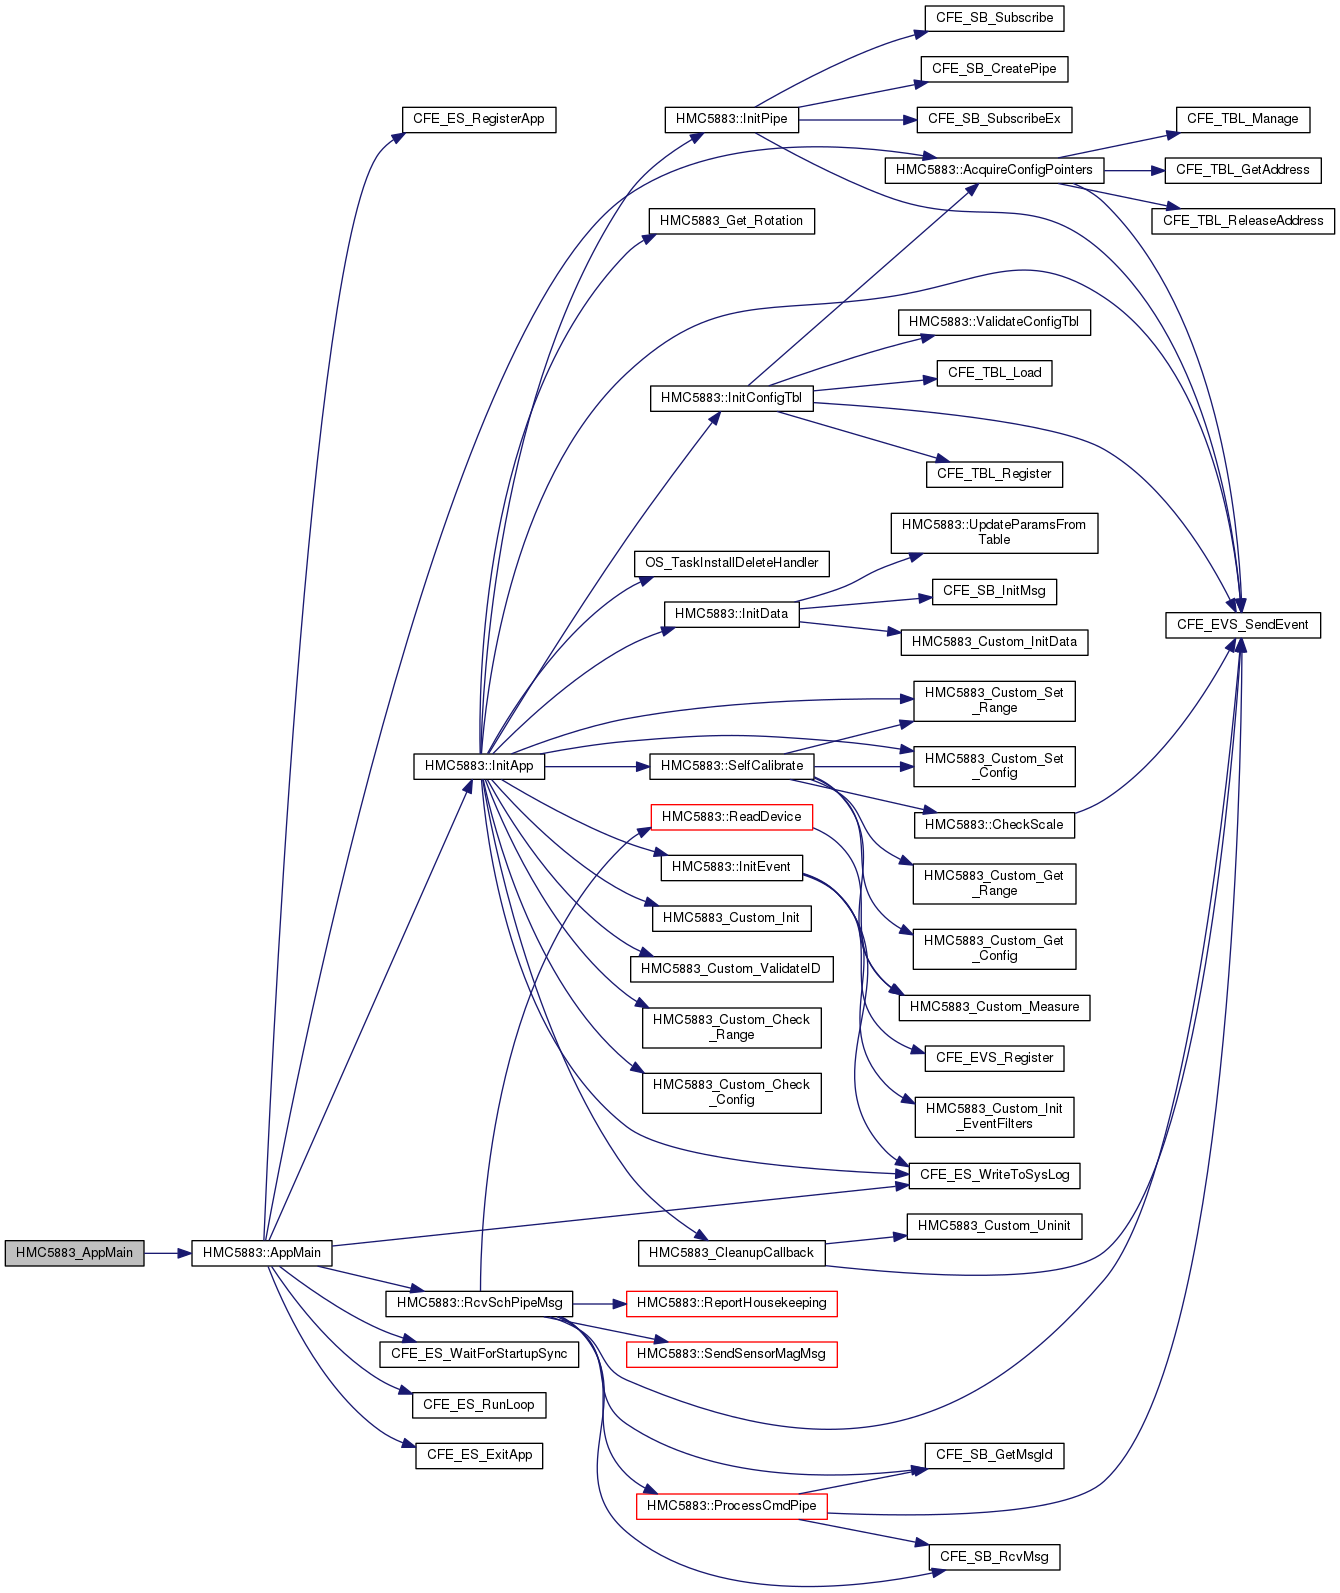 CFE_SB_Subscribe
CFE_SB_CreatePipe
CFE_ES_RegisterApp
HMC5883::InitPipe
CFE_SB_SubscribeEx
CFE_TBL_Manage
HMC5883::AcquireConfigPointers
CFE_TBL_GetAddress
HMC5883_Get_Rotation
CFE_TBL_ReleaseAddress
HMC5883::ValidateConfigTbl
CFE_TBL_Load
HMC5883::InitConfigTbl
CFE_TBL_Register
HMC5883::UpdateParamsFrom
Table
OS_TaskInstallDeleteHandler
CFE_SB_InitMsg
HMC5883::InitData
CFE_EVS_SendEvent
HMC5883_Custom_InitData
HMC5883_Custom_Set
_Range
HMC5883::InitApp
HMC5883::SelfCalibrate
HMC5883_Custom_Set
_Config
HMC5883::ReadDevice
HMC5883::CheckScale
HMC5883::InitEvent
HMC5883_Custom_Get
_Range
HMC5883_Custom_Init
HMC5883_Custom_Get
_Config
HMC5883_Custom_ValidateID
HMC5883_Custom_Measure
HMC5883_Custom_Check
_Range
CFE_EVS_Register
HMC5883_Custom_Check
_Config
HMC5883_Custom_Init
_EventFilters
CFE_ES_WriteToSysLog
HMC5883_Custom_Uninit
HMC5883_AppMain
HMC5883::AppMain
HMC5883_CleanupCallback
HMC5883::RcvSchPipeMsg
HMC5883::ReportHousekeeping
CFE_ES_WaitForStartupSync
HMC5883::SendSensorMagMsg
CFE_ES_RunLoop
CFE_ES_ExitApp
CFE_SB_GetMsgId
HMC5883::ProcessCmdPipe
CFE_SB_RcvMsg